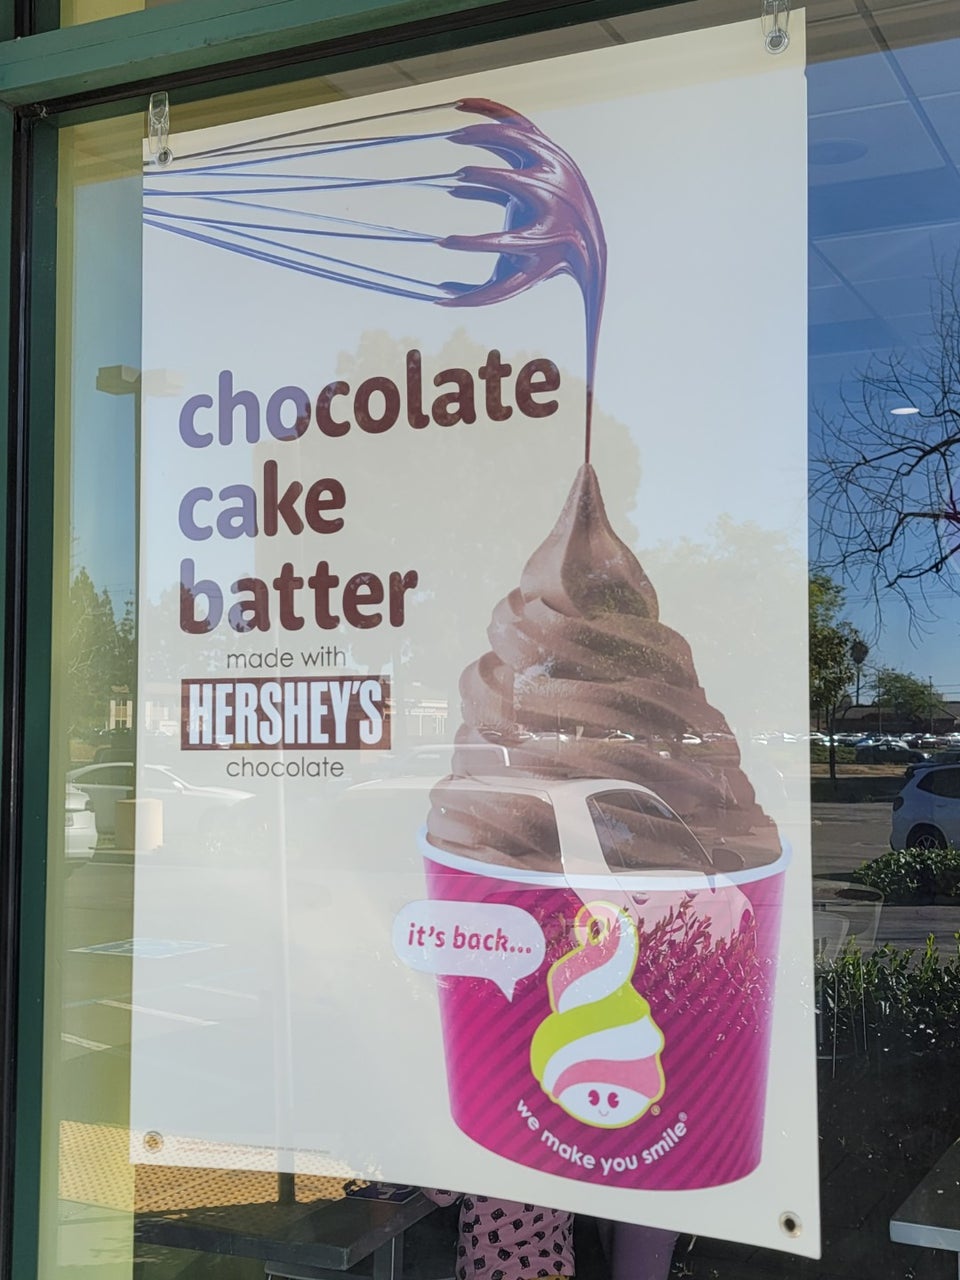 chocolate
cake
batter
made with
HERSHEY'S
chocolate
it's back...
we make you smile®